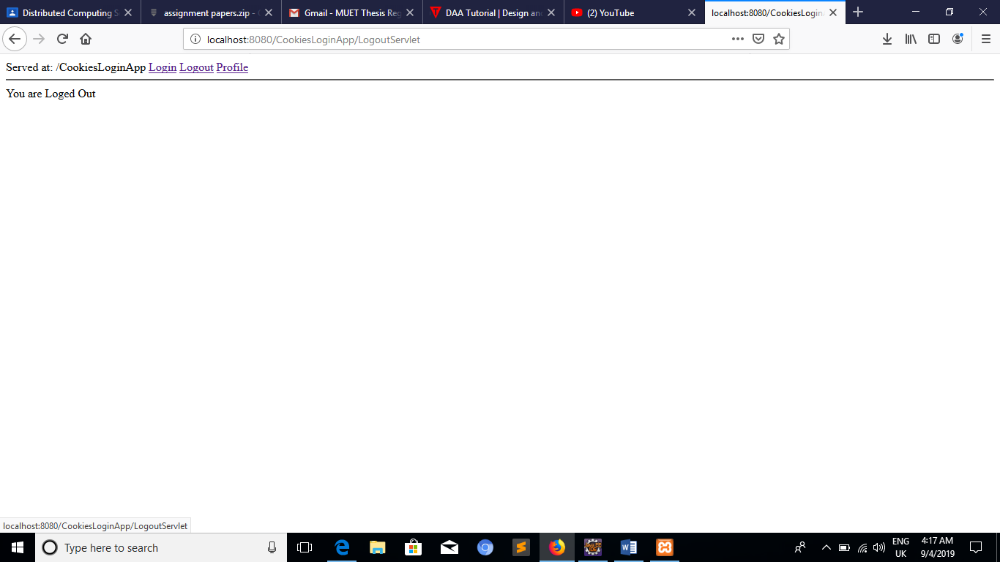 Distributed Computing S
assignment papers.zip -
Gmail - MUET Thesis Reg
DAA Tutorial | Design an
(2) YouTube
localhost:8080/CookiesLogin
localhost:8080/CookiesLoginApp/LogoutServlet
Served at: /CookiesLoginApp Login Logout Profile
You are Loged Out
localhost:8080/CookiesLoginApp/LogoutServlet
Type here to search
ENG
UK
4:17 AM
9/4/2019